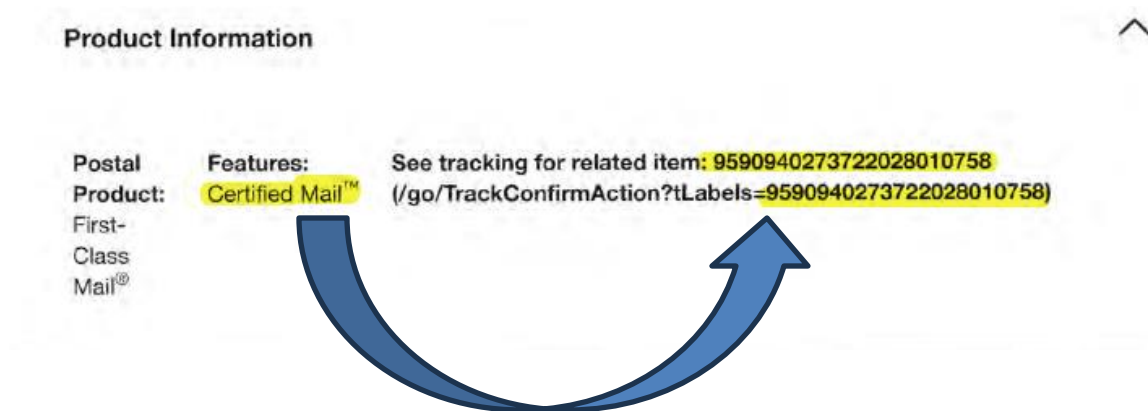 Product Information
Postal Product: First-Class Mail®
Features: Certified Mail™
See tracking for related item: 9590940273722028010758
(/go/TrackConfirmAction?tLabels=9590940273722028010758)